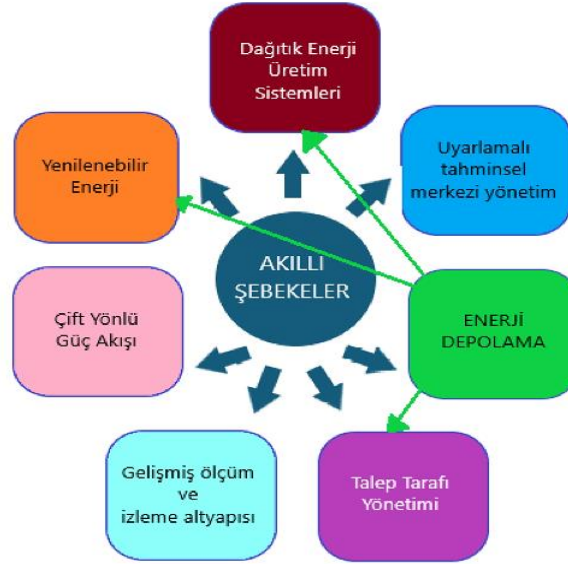 Dağıtık Enerji
Üretim
Sistemleri
Yenilenebilir
Enerji
Uyarlamalı
tahminsel
merkezi yönetim
AKILLI
ŞEBEKELER
Çift Yönlü
Güç Akışı
ENERJİ
DEPOLAMA
Gelişmiş ölçüm
ve
izleme altyapısı
Talep Tarafı
Yönetimi